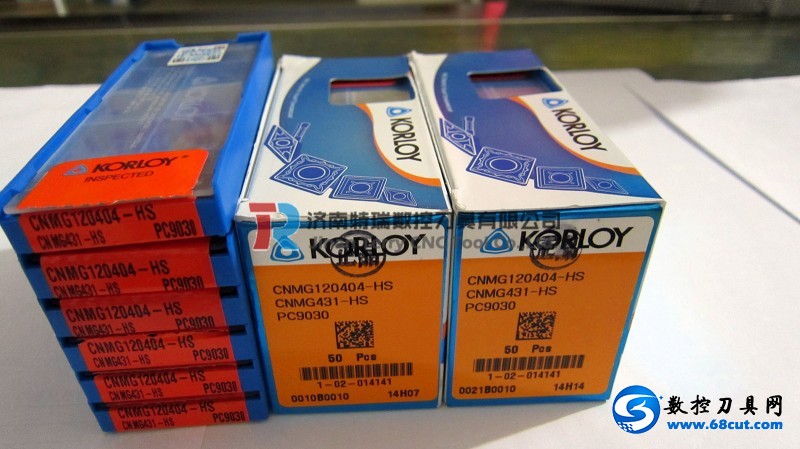 KORLOY
INSPECTED
CNMG120404-HS
CNMG431-HS PC9030
CNMG120404-HS
CNMG431-HS PC9030
CNMG120404-HS
CNMG431-HS PC9030
CNMG120404-HS
CNMG431-HS PC9030
CNMG120404-HS
CNMG431-HS PC9030
CNMG120404-HS
CNMG431-HS PC9030
KORLOY
KORLOY
CNMG120404-HS
CNMG431-HS
PC9030
50 Pcs
1-02-014141
0010B0010 14H07
KORLOY
KORLOY
CNMG120404-HS
CNMG431-HS
PC9030
50 Pcs
1-02-014141
0021B0010 14H14
济南特瑞数控刀具有限公司
数控刀具网
www.68cut.com